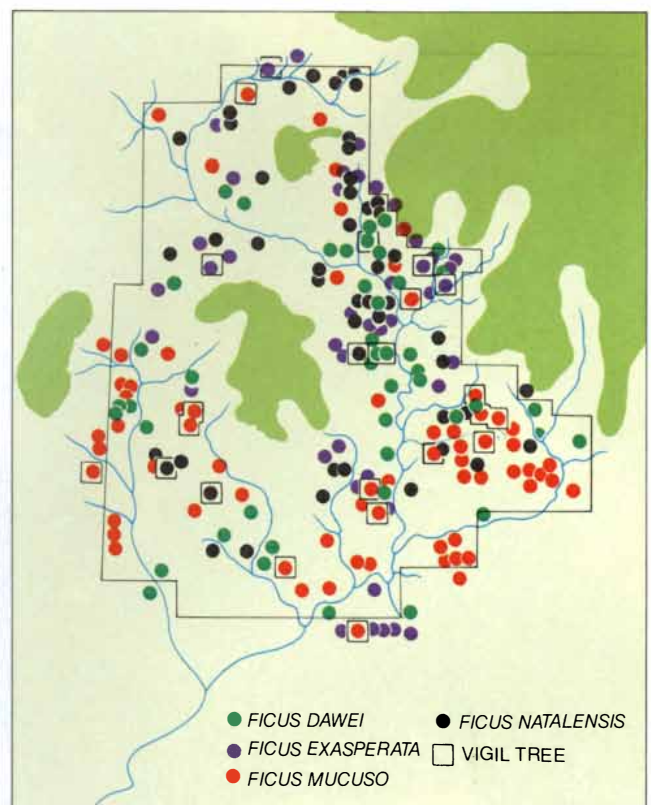 FICUS DAWEI
FICUS EXASPERATA
FICUS MUCUSO
FICUS NATALENSIS
VIGIL TREE